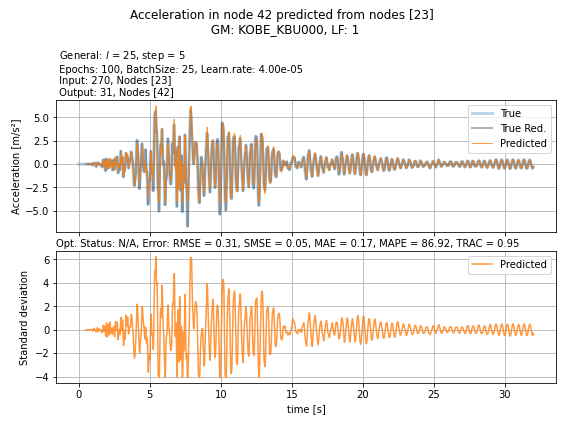 Acceleration in node 42 predicted from nodes [23]
GM: KOBE_KBU000, LF: 1
General: l = 25, step = 5
Epochs: 100, BatchSize: 25, Learn.rate: 4.00e-05
Input: 270, Nodes [23]
Output: 31, Nodes [42]
True
True Red.
Predicted
5.0
2.5
0.0
−2.5
−5.0
Acceleration [m/s²]
Opt. Status: N/A, Error: RMSE = 0.31, SMSE = 0.05, MAE = 0.17, MAPE = 86.92, TRAC = 0.95
Predicted
6
4
2
0
−2
−4
Standard deviation
0 5 10 15 20 25 30
time [s]